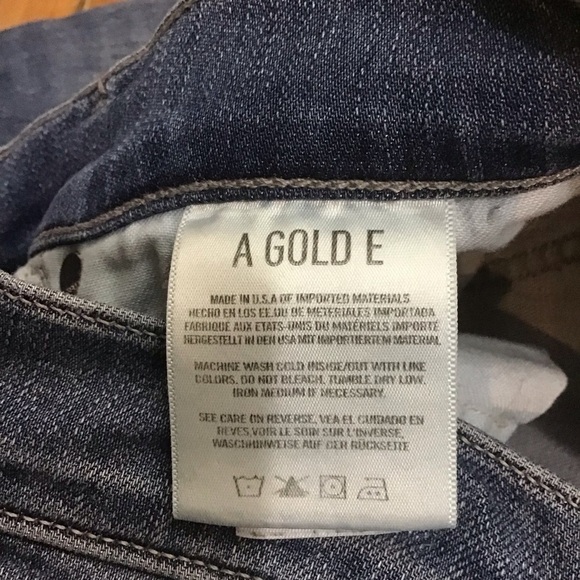 A GOLD E
MADE IN U.S.A OF IMPORTED MATERIALS
HECHO EN LOS EE.UU DE METERIALES IMPORTADA
FABRIQUÉ AUX ETATS-UNIS DU MATÉRIELS IMPORTÉ
HERGESTELLT IN DEN USA MIT IMPORTIERTEM MATERIAL
MACHINE WASH COLD INSIDE/OUT WITH LIKE
COLORS. DO NOT BLEACH. TUMBLE DRY LOW.
IRON MEDIUM IF NECESSARY.
SEE CARE ON REVERSE, VEA EL CUIDADO EN
REVES, VOIR LE SOIN SUR L'INVERSE,
WASCHHINWEISE AUF DER RÜCKSEITE